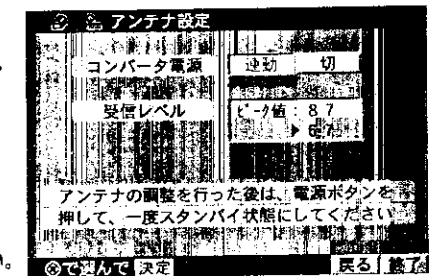 アンテナ設定
コンバータ電源 連動 切
受信レベル ピーク値: 87
▶ 67
アンテナの調整を行った後は、電源ボタンを
押して、一度スタンバイ状態にしてください
で選んで 決定 戻る 終了
。